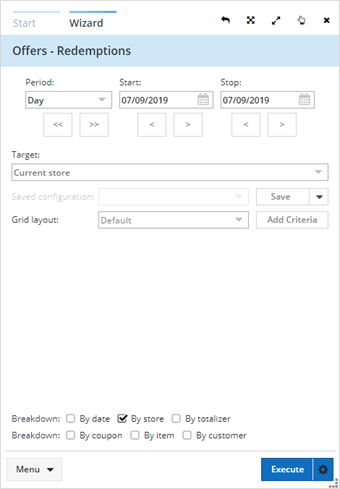 Start Wizard
Offers - Redemptions
Period: Start: Stop:
Day 07/09/2019 07/09/2019
<< >> < > < >
Target:
Current store
Saved configuration: Save
Grid layout: Default Add Criteria
Breakdown: By date By store By totalizer
Breakdown: By coupon By item By customer
Menu Execute